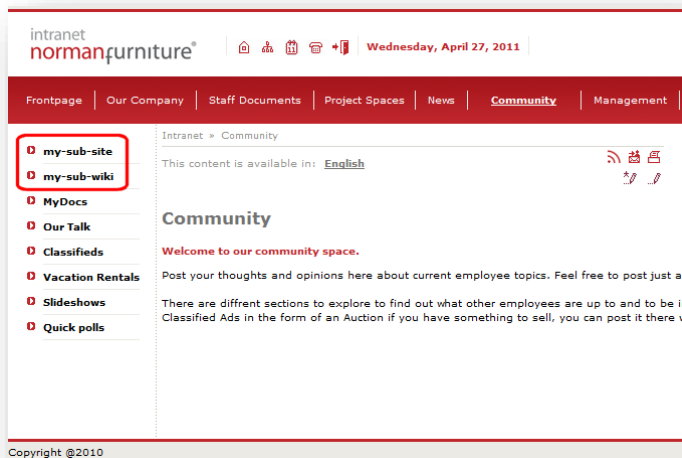 intranet
normanfurniture®
11
Wednesday, April 27, 2011
Frontpage
Our Company
Staff Documents
Project Spaces
News
Community
Management
my-sub-site
my-sub-wiki
MyDocs
Our Talk
Classifieds
Vacation Rentals
Slideshows
Quick polls
Intranet » Community
This content is available in: English
Community
Welcome to our community space.
Post your thoughts and opinions here about current employee topics. Feel free to post just a
There are diffrent sections to explore to find out what other employees are up to and to be i
Classified Ads in the form of an Auction if you have something to sell, you can post it there
Copyright @2010